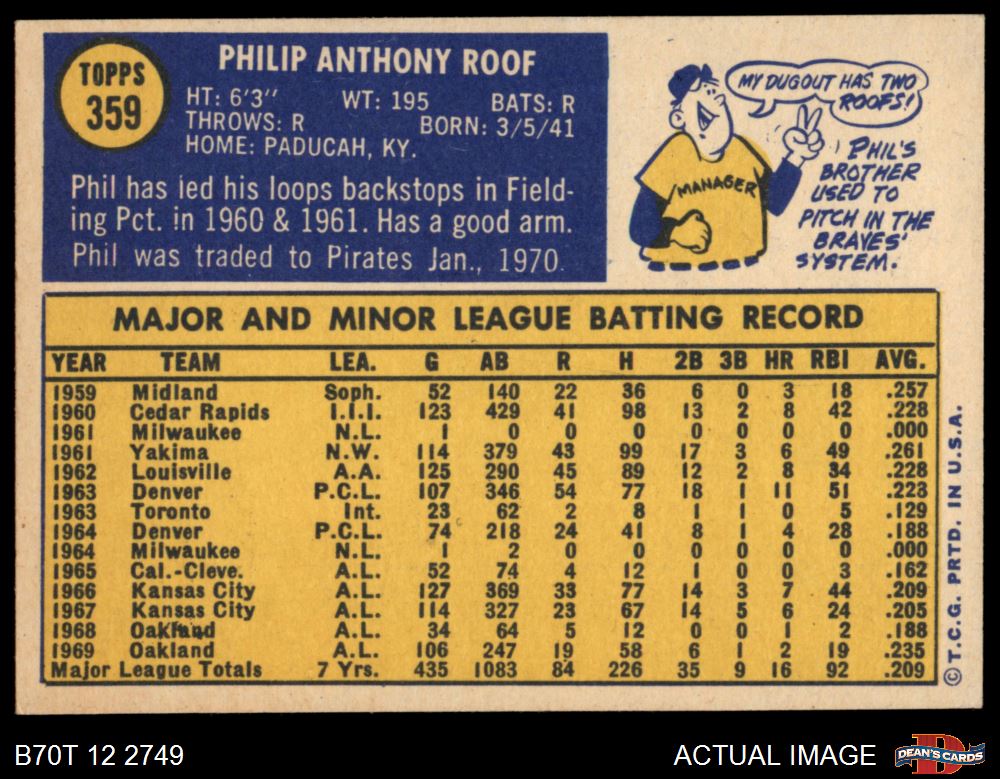 TOPPS
359
PHILIP ANTHONY ROOF
HT: 6'3" WT: 195 BATS: R
THROWS: R BORN: 3/5/41
HOME: PADUCAH, KY.
Phil has led his loops backstops in Field-
ing Pct. in 1960 & 1961. Has a good arm.
Phil was traded to Pirates Jan., 1970.
MY DUGOUT HAS TWO
ROOFS!
MANAGER
PHIL'S
BROTHER
USED TO
PITCH IN THE
BRAVES'
SYSTEM.
MAJOR AND MINOR LEAGUE BATTING RECORD
YEAR TEAM LEA. G AB R H 2B 3B HR RBI AVG.
1959 Midland Soph. 52 140 22 36 6 0 3 18 .257
1960 Cedar Rapids I.I.I. 123 429 41 98 13 2 8 42 .228
1961 Milwaukee N.L. 1 0 0 0 0 0 0 0 .000
1961 Yakima N.W. 114 379 43 99 17 3 6 49 .261
1962 Louisville A.A. 125 290 45 89 12 2 8 34 .228
1963 Denver P.C.L. 107 346 54 77 18 1 11 51 .223
1963 Toronto Int. 23 62 2 8 1 1 0 5 .129
1964 Denver P.C.L. 74 218 24 41 8 1 4 28 .188
1964 Milwaukee N.L. 1 2 0 0 0 0 0 0 .000
1965 Cal.-Cleve. A.L. 52 74 4 12 1 0 0 3 .162
1966 Kansas City A.L. 127 369 33 77 14 3 7 44 .209
1967 Kansas City A.L. 114 327 23 67 14 5 6 24 .205
1968 Oakland A.L. 34 64 5 12 0 0 1 2 .188
1969 Oakland A.L. 106 247 19 58 6 1 2 19 .235
Major League Totals 7 Yrs. 435 1083 84 226 35 9 16 92 .209
© T.C.G. PRTD. IN U.S.A.
B70T 12 2749
ACTUAL IMAGE
D
DEAN'S CARDS